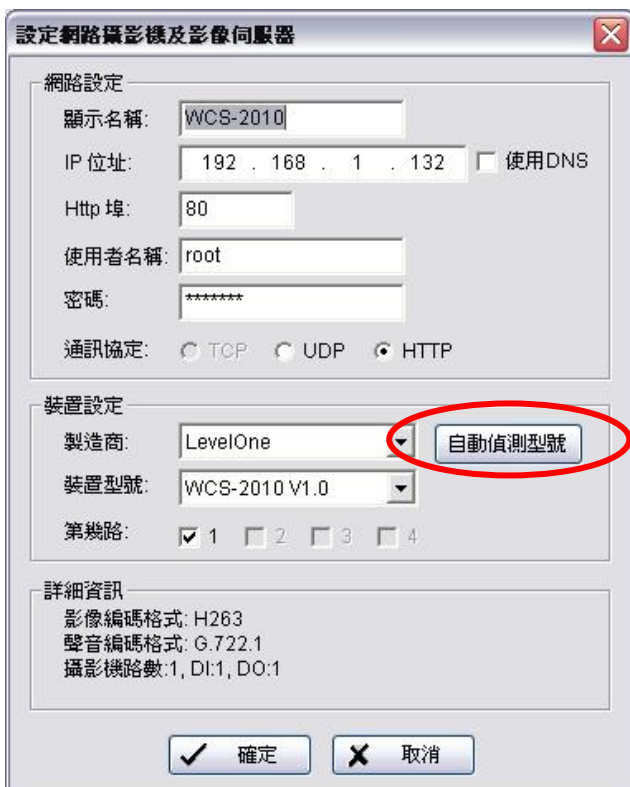 設定網路攝影機及影像伺服器
網路設定
顯示名稱: WCS-2010
IP 位址: 192 . 168 . 1 . 132 使用DNS
Http 埠: 80
使用者名稱: root
密碼: *******
通訊協定: TCP UDP HTTP
裝置設定
製造商: LevelOne 自動偵測型號
裝置型號: WCS-2010 V1.0
第幾路: 1 2 3 4
詳細資訊
影像編碼格式: H263
聲音編碼格式: G.722.1
攝影機路數:1, DI:1, DO:1
確定 取消